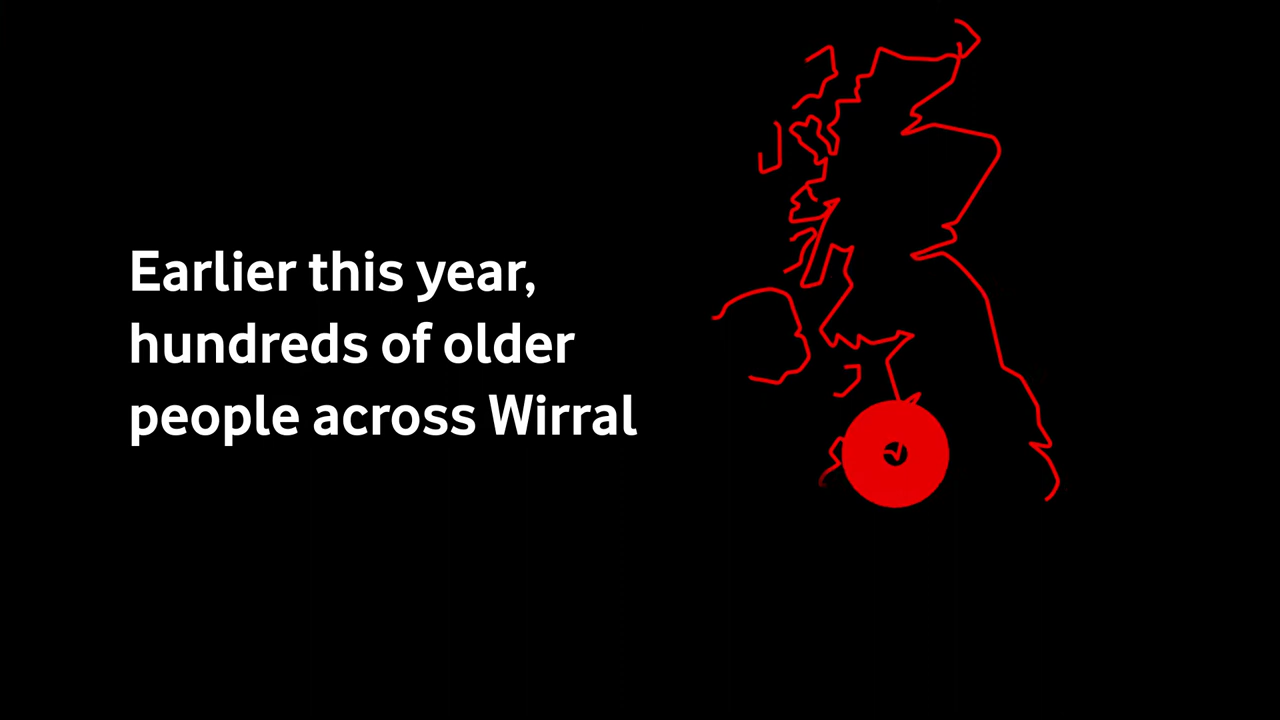 Earlier this year,
hundreds of older
people across Wirral